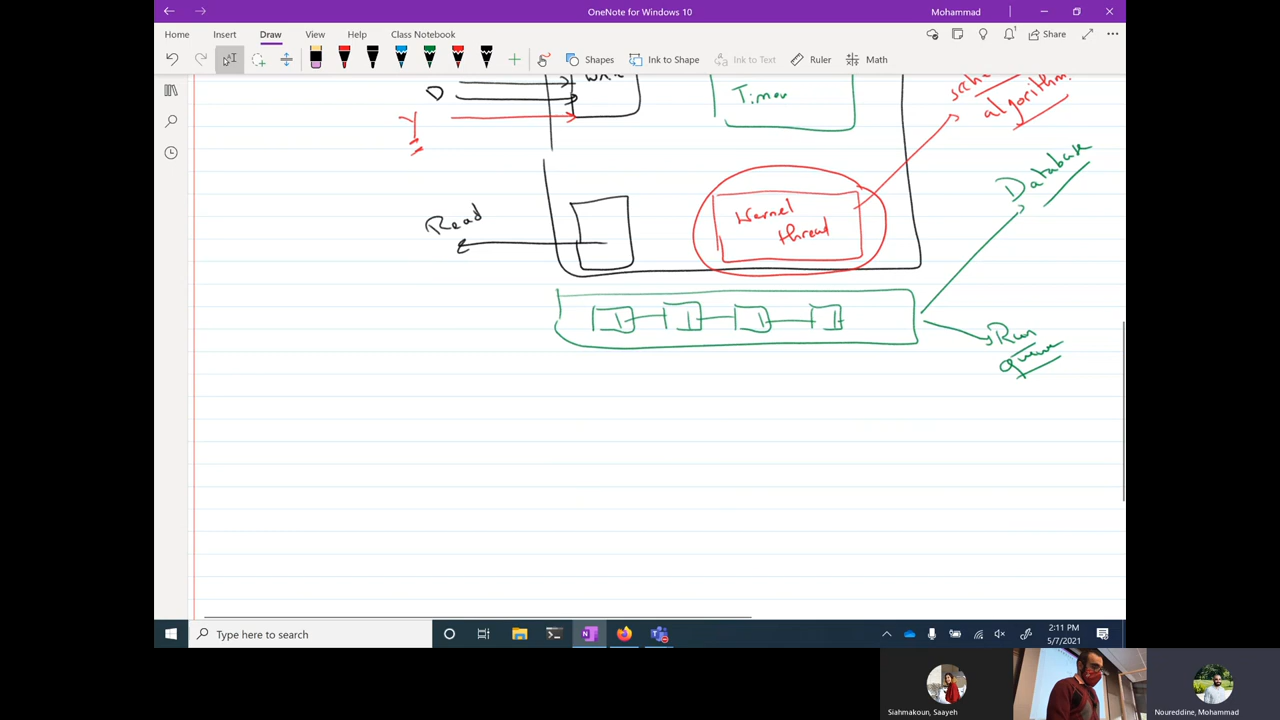 OneNote for Windows 10
Mohammad
Home Insert Draw View Help Class Notebook
Share
Shapes Ink to Shape Ink to Text Ruler Math
Timer
algorithm.
D
Y
Database
Read
Kernel
thread
Run
queue
Type here to search
2:11 PM
5/7/2021
Siahmakoun, Saayeh
Noureddine, Mohammad